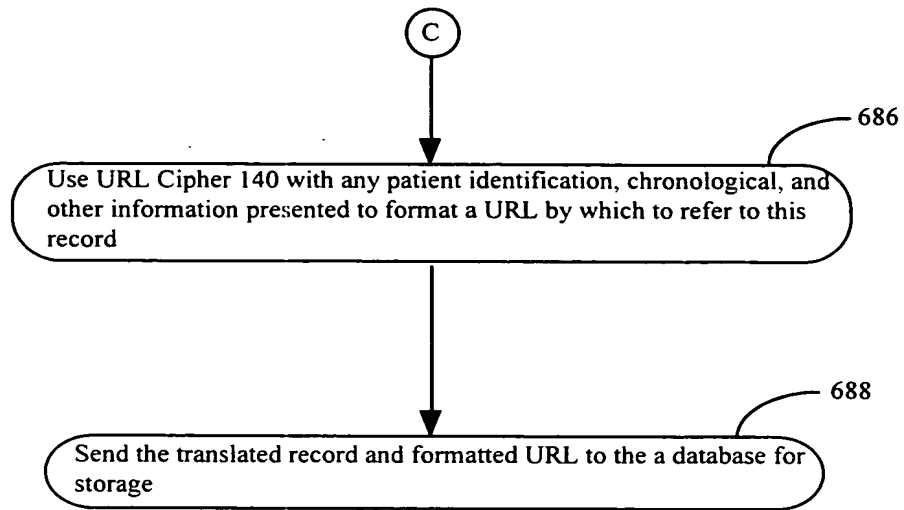 C
686
Use URL Cipher 140 with any patient identification, chronological, and
other information presented to format a URL by which to refer to this
record
688
Send the translated record and formatted URL to the a database for
storage